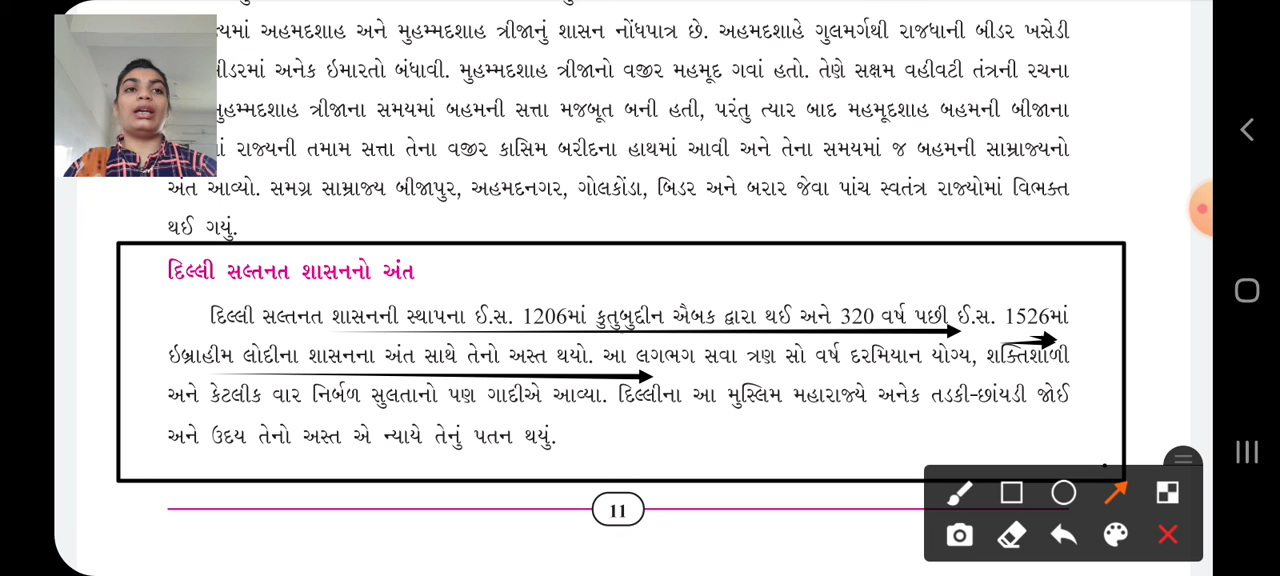 અહમદશાહ અને મુહમ્મદશાહ ત્રીજાનું શાસન નોંધપાત્ર છે. અહમદશાહે ગુલમર્ગથી રાજધાની બીડર ખસેડી
અનેક ઇમારતો બંધાવી. મુહમ્મદશાહ ત્રીજાનો વજીર મહમૂદ ગવાં હતો. તેણે સક્ષમ વહીવટી તંત્રની રચના
મુહમ્મદશાહ ત્રીજાના સમયમાં બહમની સત્તા મજબૂત બની હતી, પરંતુ ત્યાર બાદ મહમૂદશાહ બહમની બીજાના
રાજ્યની તમામ સત્તા તેના વજીર કાસિમ બરીદના હાથમાં આવી અને તેના સમયમાં જ બહમની સામ્રાજ્યનો
અંત આવ્યો. સમગ્ર સામ્રાજ્ય બીજાપુર, અહમદનગર, ગોલકોંડા, બિડર અને બરાર જેવા પાંચ સ્વતંત્ર રાજ્યોમાં વિભક્ત
થઈ ગયું.
દિલ્લી સલ્તનત શાસનનો અંત
દિલ્લી સલ્તનત શાસનની સ્થાપના ઈ.સ. 1206માં કુતુબુદ્દીન ઐબક દ્વારા થઈ અને 320 વર્ષ પછી ઈ.સ. 1526માં
ઇબ્રાહીમ લોદીના શાસનના અંત સાથે તેનો અસ્ત થયો. આ લગભગ સવા ત્રણ સો વર્ષ દરમિયાન યોગ્ય, શક્તિશાળી
અને કેટલીક વાર નિર્બળ સુલતાનો પણ ગાદીએ આવ્યા. દિલ્લીના આ મુસ્લિમ મહારાજ્યે અનેક તડકી-છાંયડી જોઈ
અને ઉદય તેનો અસ્ત એ ન્યાયે તેનું પતન થયું.
11